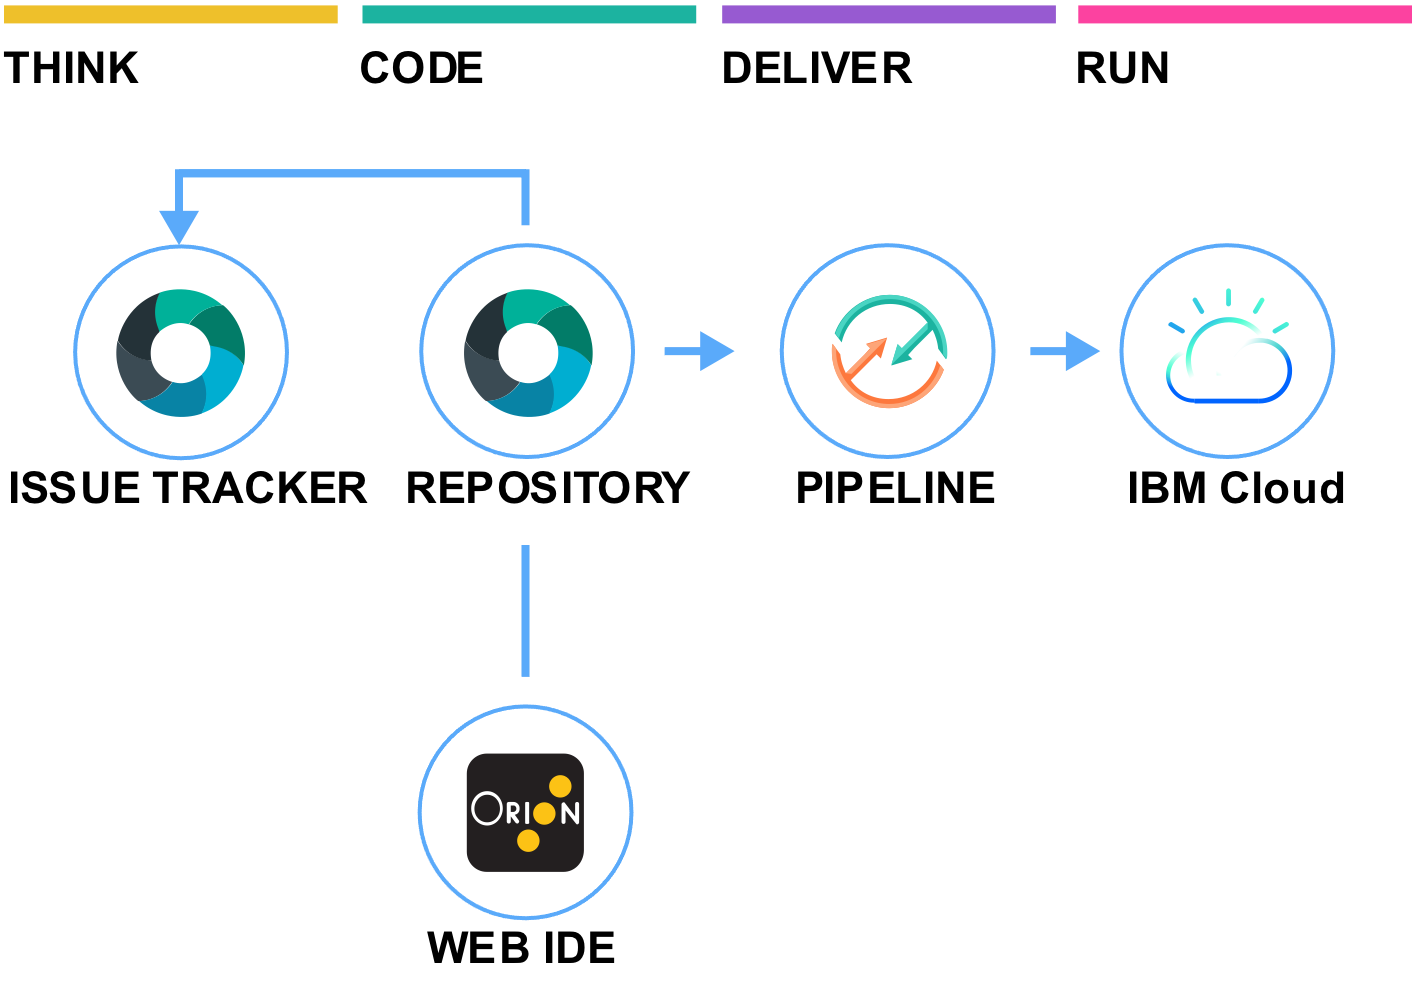 THINK
CODE
DELIVER
RUN
ISSUE TRACKER
REPOSITORY
PIPELINE
IBM Cloud
ORION
WEB IDE